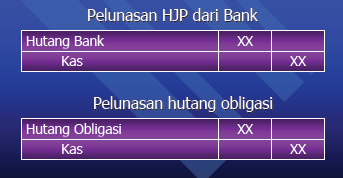 Pelunasan HJP dari Bank
Hutang Bank XX
Kas XX
Pelunasan hutang obligasi
Hutang Obligasi XX
Kas XX